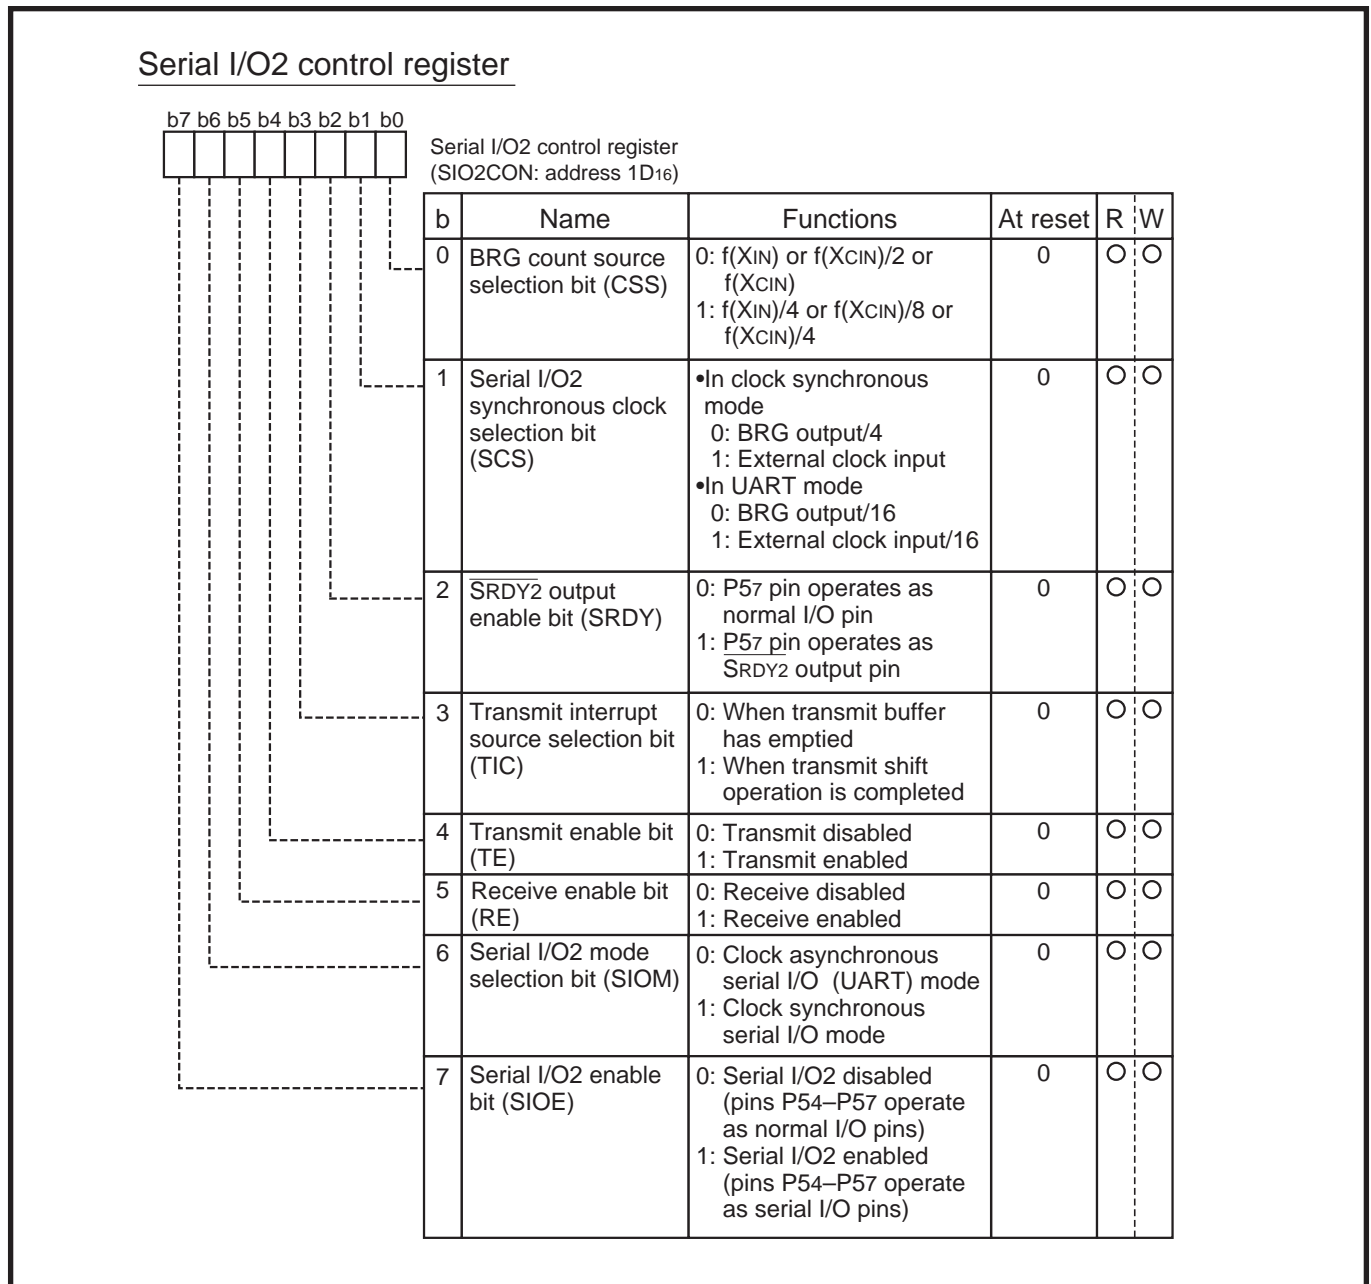 Serial I/O2 control register
b7 b6 b5 b4 b3 b2 b1 b0
Serial I/O2 control register
(SIO2CON: address 1D16)
b Name Functions At reset R W
0 BRG count source selection bit (CSS) 0: f(XIN) or f(XCIN)/2 or f(XCIN) 0 O O
1: f(XIN)/4 or f(XCIN)/8 or f(XCIN)/4
1 Serial I/O2 synchronous clock selection bit (SCS) •In clock synchronous mode 0 O O
0: BRG output/4
1: External clock input
•In UART mode
0: BRG output/16
1: External clock input/16
2 SRDY2 output enable bit (SRDY) 0: P57 pin operates as normal I/O pin 0 O O
1: P57 pin operates as SRDY2 output pin
3 Transmit interrupt source selection bit (TIC) 0: When transmit buffer has emptied 0 O O
1: When transmit shift operation is completed
4 Transmit enable bit (TE) 0: Transmit disabled 0 O O
1: Transmit enabled
5 Receive enable bit (RE) 0: Receive disabled 0 O O
1: Receive enabled
6 Serial I/O2 mode selection bit (SIOM) 0: Clock asynchronous serial I/O (UART) mode 0 O O
1: Clock synchronous serial I/O mode
7 Serial I/O2 enable bit (SIOE) 0: Serial I/O2 disabled (pins P54–P57 operate as normal I/O pins) 0 O O
1: Serial I/O2 enabled (pins P54–P57 operate as serial I/O pins)